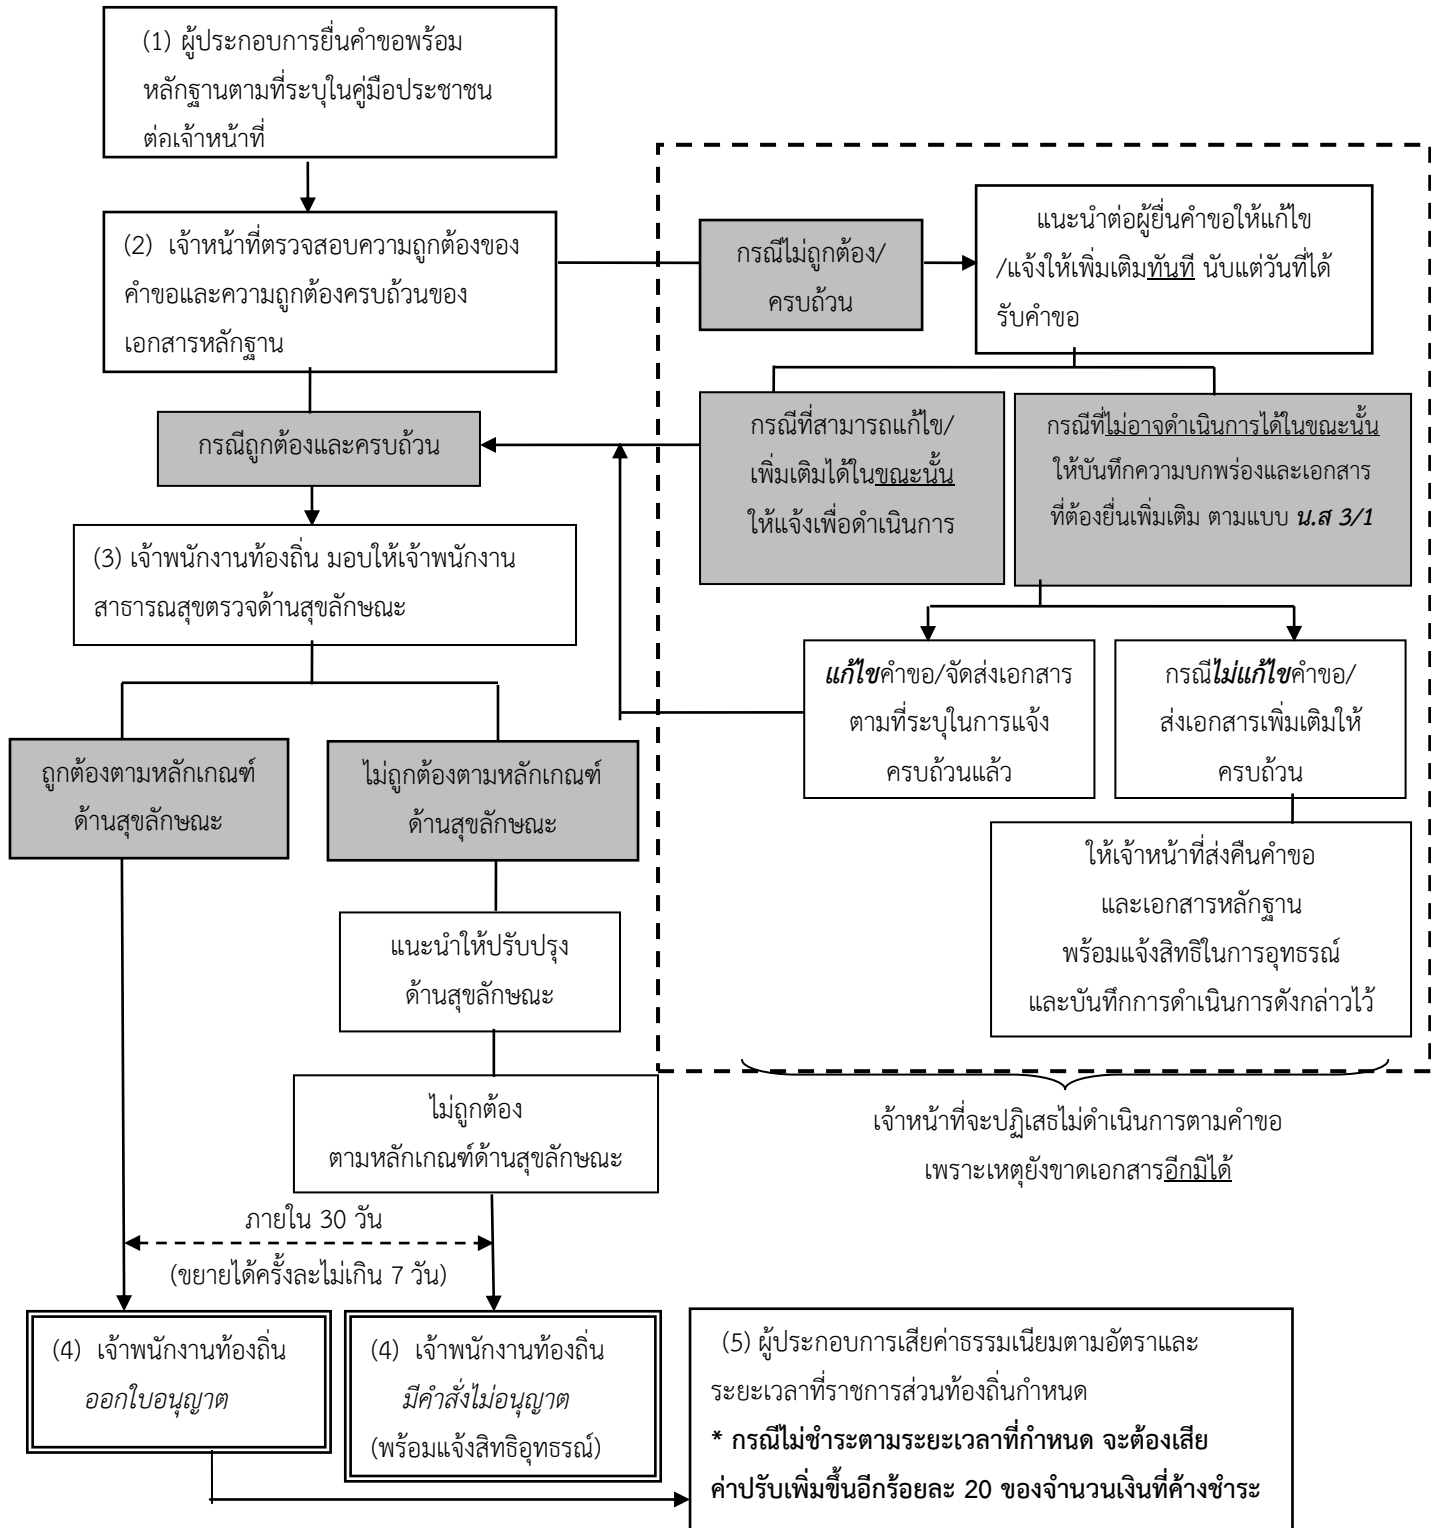 (1) ผู้ประกอบการยื่นคำขอพร้อม
หลักฐานตามที่ระบุในคู่มือประชาชน
ต่อเจ้าหน้าที่
(2) เจ้าหน้าที่ตรวจสอบความถูกต้องของ
คำขอและความถูกต้องครบถ้วนของ
เอกสารหลักฐาน
กรณีไม่ถูกต้อง/
ครบถ้วน
แนะนำต่อผู้ยื่นคำขอให้แก้ไข
/แจ้งให้เพิ่มเติมทันที นับแต่วันที่ได้
รับคำขอ
กรณีถูกต้องและครบถ้วน
กรณีที่สามารถแก้ไข/
เพิ่มเติมได้ในขณะนั้น
ให้แจ้งเพื่อดำเนินการ
กรณีที่ไม่อาจดำเนินการได้ในขณะนั้น
ให้บันทึกความบกพร่องและเอกสาร
ที่ต้องยื่นเพิ่มเติม ตามแบบ น.ส 3/1
(3) เจ้าพนักงานท้องถิ่น มอบให้เจ้าพนักงาน
สาธารณสุขตรวจด้านสุขลักษณะ
แก้ไขคำขอ/จัดส่งเอกสาร
ตามที่ระบุในการแจ้ง
ครบถ้วนแล้ว
กรณีไม่แก้ไขคำขอ/
ส่งเอกสารเพิ่มเติมให้
ครบถ้วน
ถูกต้องตามหลักเกณฑ์
ด้านสุขลักษณะ
ไม่ถูกต้องตามหลักเกณฑ์
ด้านสุขลักษณะ
ให้เจ้าหน้าที่ส่งคืนคำขอ
และเอกสารหลักฐาน
พร้อมแจ้งสิทธิในการอุทธรณ์
และบันทึกการดำเนินการดังกล่าวไว้
แนะนำให้ปรับปรุง
ด้านสุขลักษณะ
ไม่ถูกต้อง
ตามหลักเกณฑ์ด้านสุขลักษณะ
เจ้าหน้าที่จะปฏิเสธไม่ดำเนินการตามคำขอ
เพราะเหตุยังขาดเอกสารอีกมิได้
ภายใน 30 วัน
(ขยายได้ครั้งละไม่เกิน 7 วัน)
(4) เจ้าพนักงานท้องถิ่น
ออกใบอนุญาต
(4) เจ้าพนักงานท้องถิ่น
มีคำสั่งไม่อนุญาต
(พร้อมแจ้งสิทธิอุทธรณ์)
(5) ผู้ประกอบการเสียค่าธรรมเนียมตามอัตราและ
ระยะเวลาที่ราชการส่วนท้องถิ่นกำหนด
* กรณีไม่ชำระตามระยะเวลาที่กำหนด จะต้องเสีย
ค่าปรับเพิ่มขึ้นอีกร้อยละ 20 ของจำนวนเงินที่ค้างชำระ